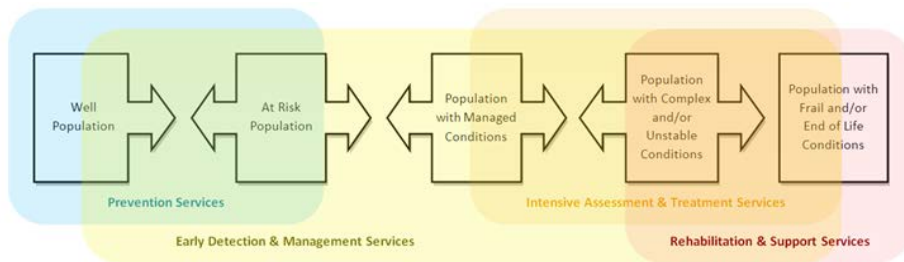 Well
Population
At Risk
Population
Population
with Managed
Conditions
Population
with Complex
and/or
Unstable
Conditions
Population with
Frail and/or
End of Life
Conditions
Prevention Services
Intensive Assessment & Treatment Services
Early Detection & Management Services
Rehabilitation & Support Services